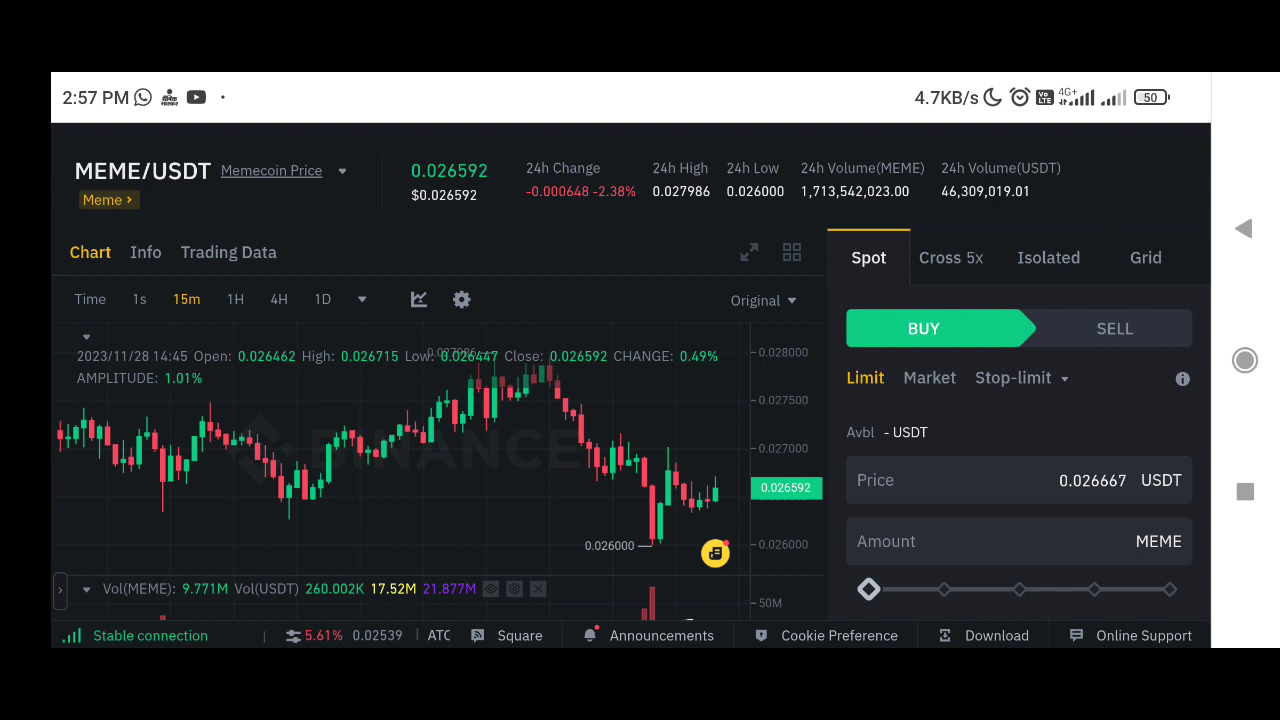 2:57 PM
4.7KB/s 4G+ Vo LTE 50
MEME/USDT Memecoin Price
Meme
0.026592
$0.026592
24h Change 24h High 24h Low 24h Volume(MEME) 24h Volume(USDT)
-0.000648 -2.38% 0.027986 0.026000 1,713,542,023.00 46,309,019.01
Chart Info Trading Data
Time 1s 15m 1H 4H 1D Original
2023/11/28 14:45 Open: 0.026462 High: 0.026715 Low: 0.026447 Close: 0.026592 CHANGE: 0.49%
AMPLITUDE: 1.01%
0.027986
BINANCE
0.028000
0.027500
0.027000
0.026592
0.026000
0.026000
Vol(MEME): 9.771M Vol(USDT) 260.002K 17.52M 21.877M
50M
Spot Cross 5x Isolated Grid
BUY SELL
Limit Market Stop-limit
Avbl - USDT
Price 0.026667 USDT
Amount MEME
Stable connection 5.61% 0.02539 ATC Square Announcements Cookie Preference Download Online Support